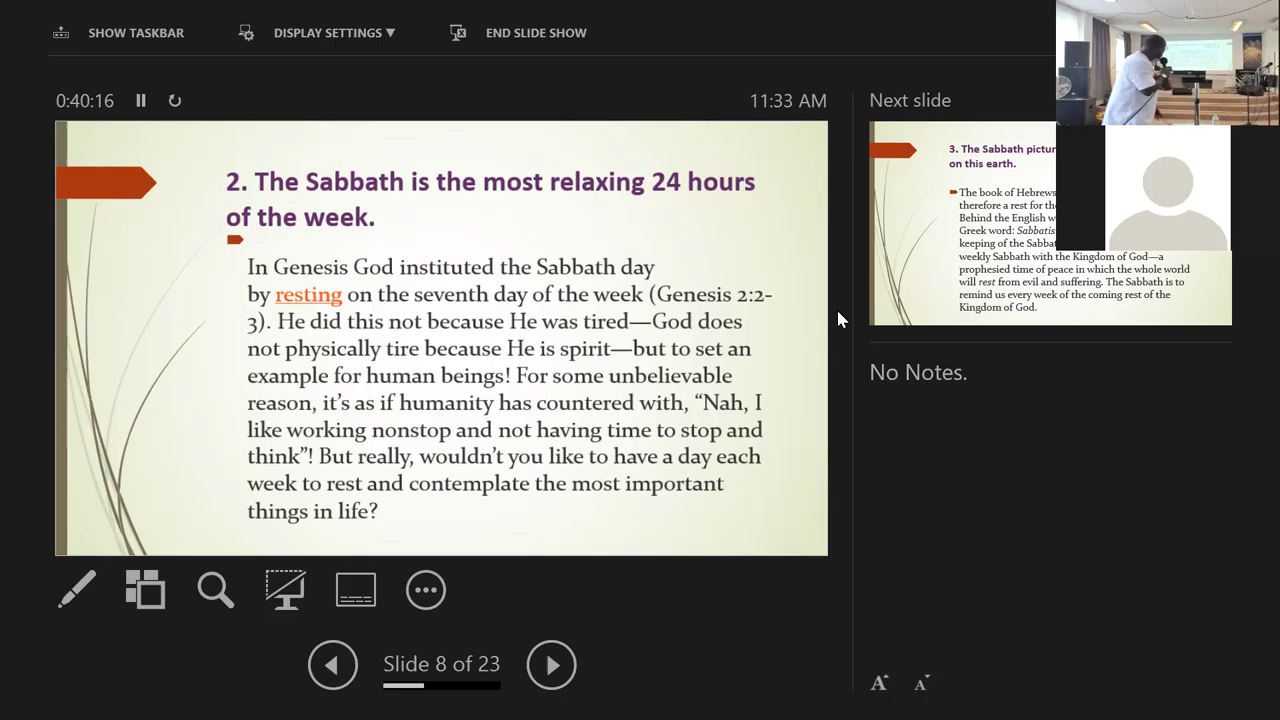 SHOW TASKBAR
DISPLAY SETTINGS ▼
END SLIDE SHOW
0:40:16
11:33 AM
2. The Sabbath is the most relaxing 24 hours
of the week.
In Genesis God instituted the Sabbath day
by resting on the seventh day of the week (Genesis 2:2-
3). He did this not because He was tired—God does
not physically tire because He is spirit—but to set an
example for human beings! For some unbelievable
reason, it’s as if humanity has countered with, “Nah, I
like working nonstop and not having time to stop and
think”! But really, wouldn’t you like to have a day each
week to rest and contemplate the most important
things in life?
Slide 8 of 23
Next slide
3. The Sabbath
on this earth.
The book of Hebrews
therefore a rest for the
Behind the English
Greek word:
keeping of the
weekly Sabbath with the Kingdom of God—a
prophesied time of peace in which the whole world
will rest from evil and suffering. The Sabbath is to
remind us every week of the coming rest of the
Kingdom of God.
No Notes.
A A